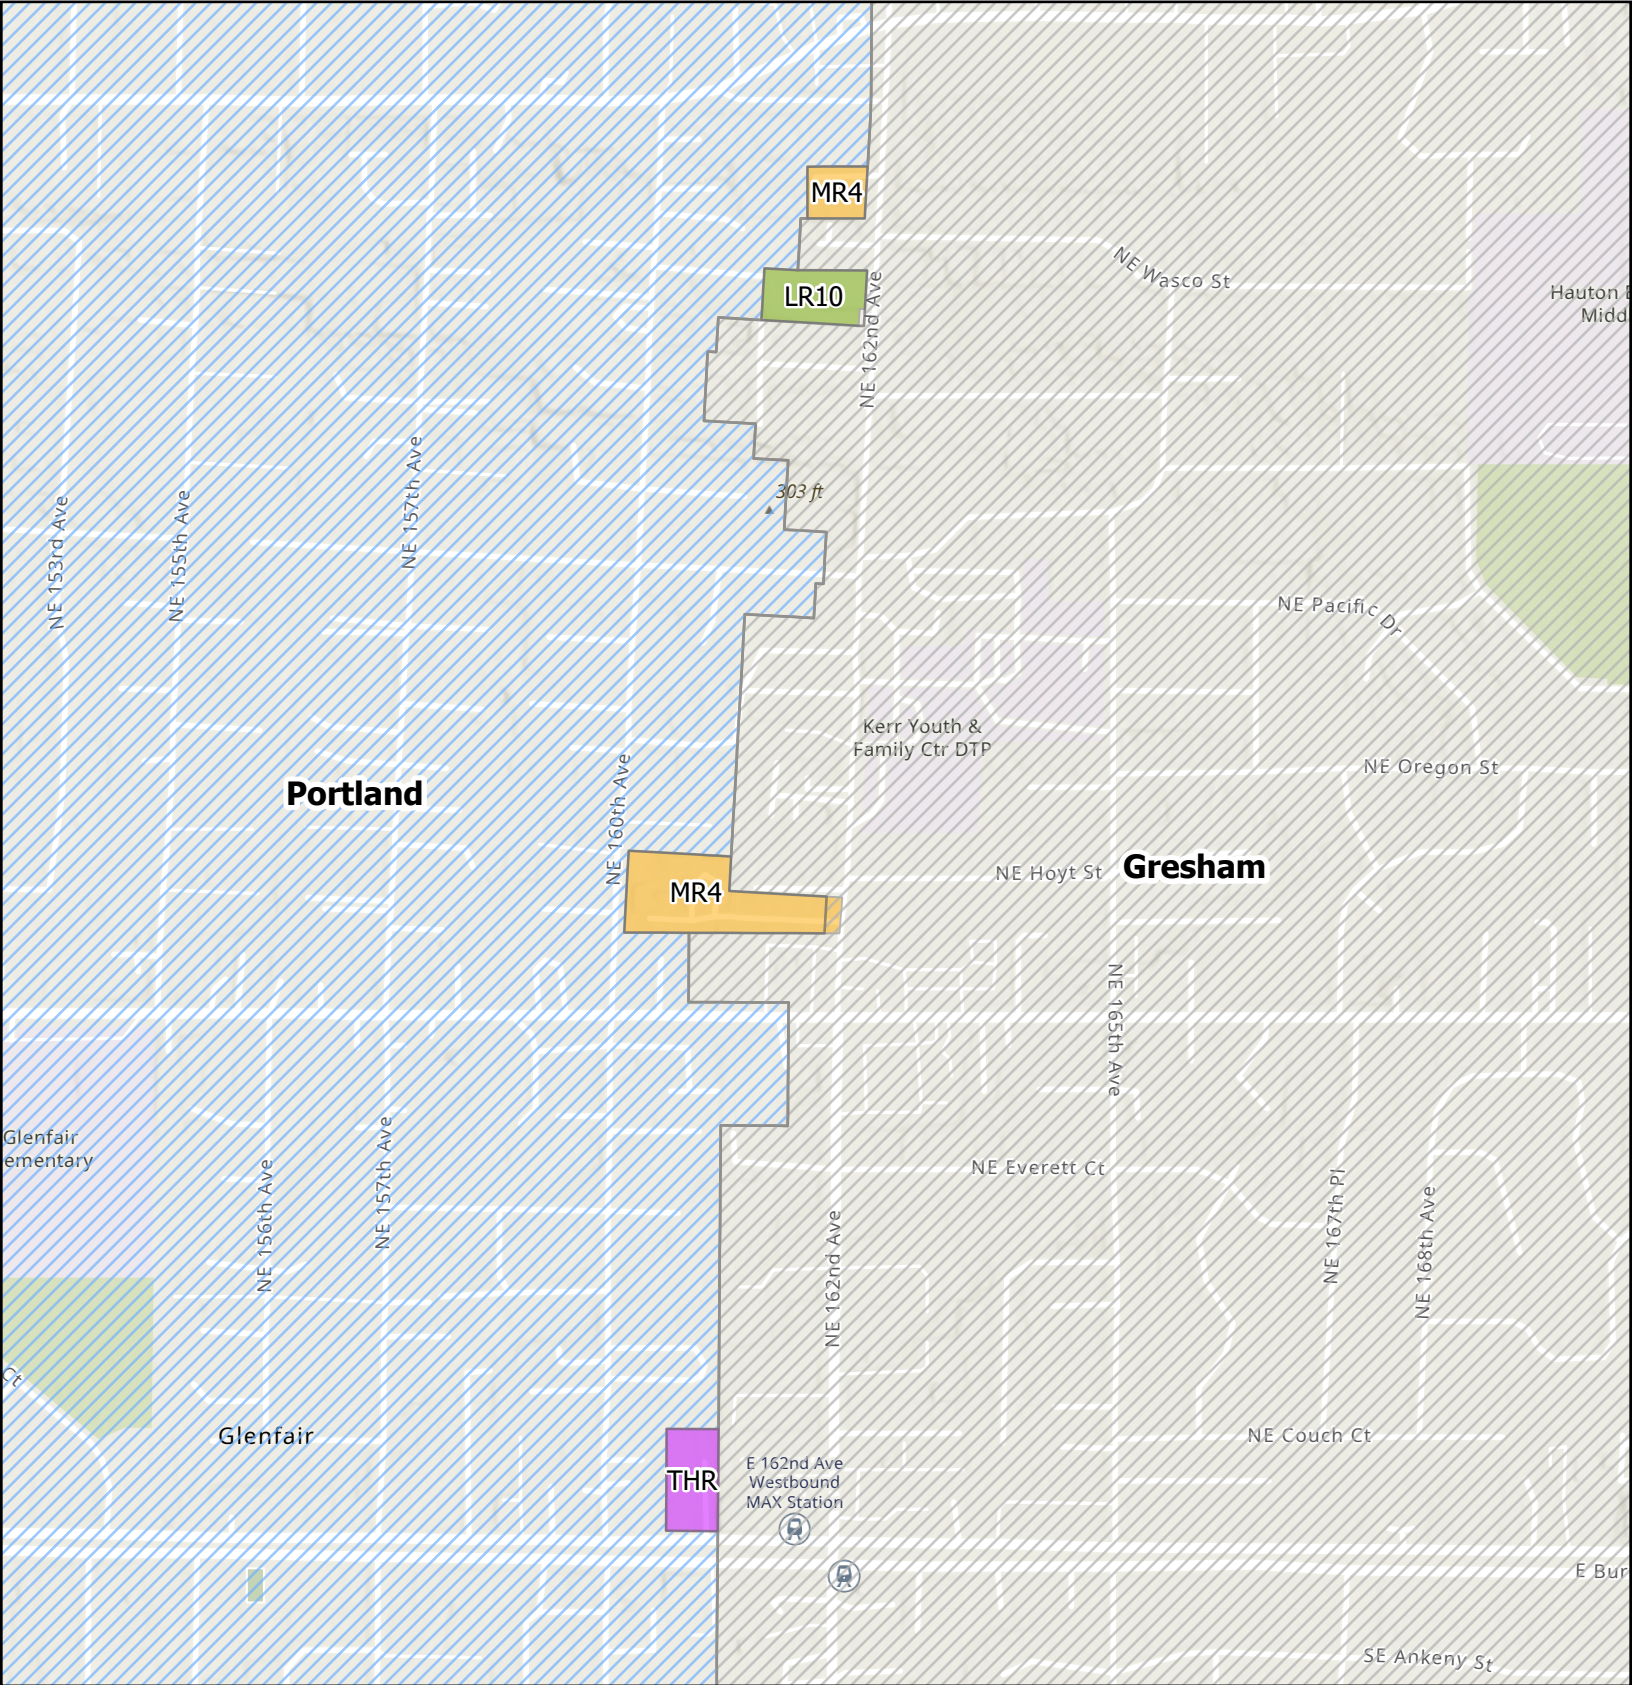 MR4
NE Wasco St
Hauton
Midd
LR10
NE 162nd Ave
303 ft
NE 153rd Ave
NE 155th Ave
NE 157th Ave
NE Pacific Dr
Kerr Youth &
Family Ctr DTP
NE Oregon St
Portland
NE 160th Ave
Gresham
NE Hoyt St
MR4
NE 165th Ave
Glenfair
ementary
NE 156th Ave
NE 157th Ave
NE Everett Ct
NE 162nd Ave
NE 167th Pl
NE 168th Ave
Ct
Glenfair
NE Couch Ct
THR
E 162nd Ave
Westbound
MAX Station
E Bur
SE Ankeny St